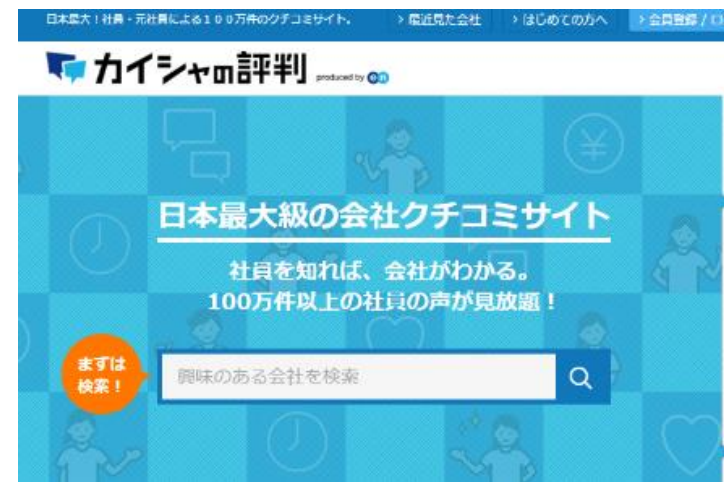 日本最大！社員・元社員による１００万件のクチコミサイト。 > 最近見た会社 > はじめての方へ > 会員登録 /
カイシャの評判 produced by en
日本最大級の会社クチコミサイト
社員を知れば、会社がわかる。
100万件以上の社員の声が見放題！
まずは
検索！
興味のある会社を検索